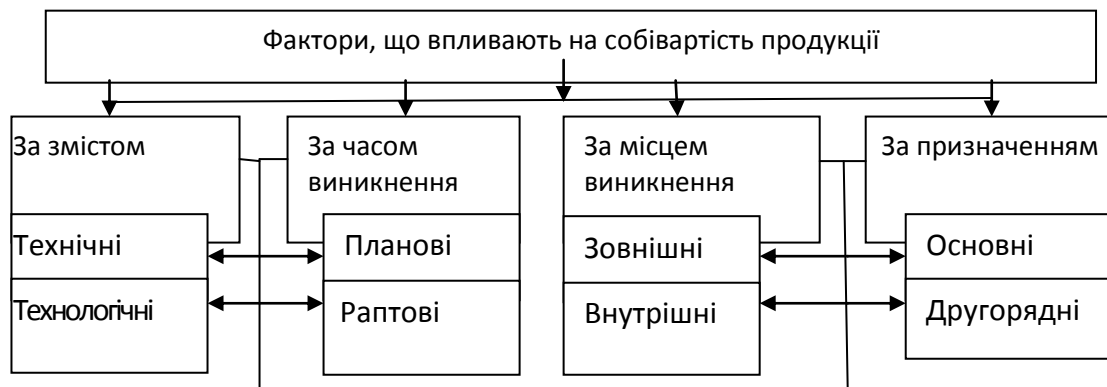 Фактори, що впливають на собівартість продукції
За змістом
За часом
виникнення
За місцем
виникнення
За призначенням
Технічні
Планові
Зовнішні
Основні
Технологічні
Раптові
Внутрішні
Другорядні